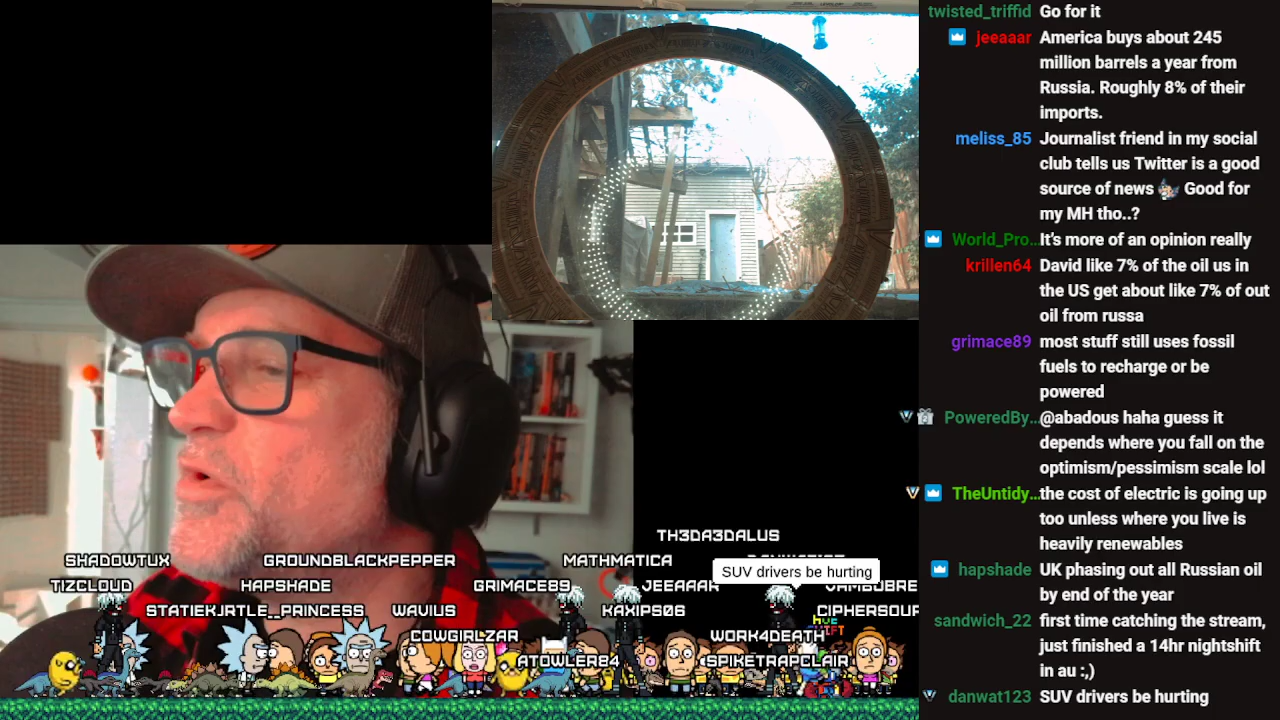 twisted_triffid Go for it
jeeaaar America buys about 245
million barrels a year from
Russia. Roughly 8% of their
imports.
meliss_85 Journalist friend in my social
club tells us Twitter is a good
source of news Good for
my MH tho..?
World_Pro… It's more of an opinion really
krillen64 David like 7% of the oil us in
the US get about like 7% of out
oil from russa
grimace89 most stuff still uses fossil
fuels to recharge or be
powered
PoweredBy… @abadous haha guess it
depends where you fall on the
optimism/pessimism scale lol
TheUntidy… the cost of electric is going up
too unless where you live is
heavily renewables
hapshade UK phasing out all Russian oil
by end of the year
sandwich_22 first time catching the stream,
just finished a 14hr nightshift
in au :,)
danwat123 SUV drivers be hurting
TH3DA3DALUS
SHADOWTUX GROUNDBLACKPEPPER MATHMATICA
SUV drivers be hurting
TIZCLOUD HAPSHADE GRIMACE89 JEEAAAR
STATIEKJRTLE__PRINCESS WAVIUS KAXIPS06 CIPHERSOUR
COWGIRLZAR WORK4DEATH
ATOWLER84 SPIKETRAPCLAIR